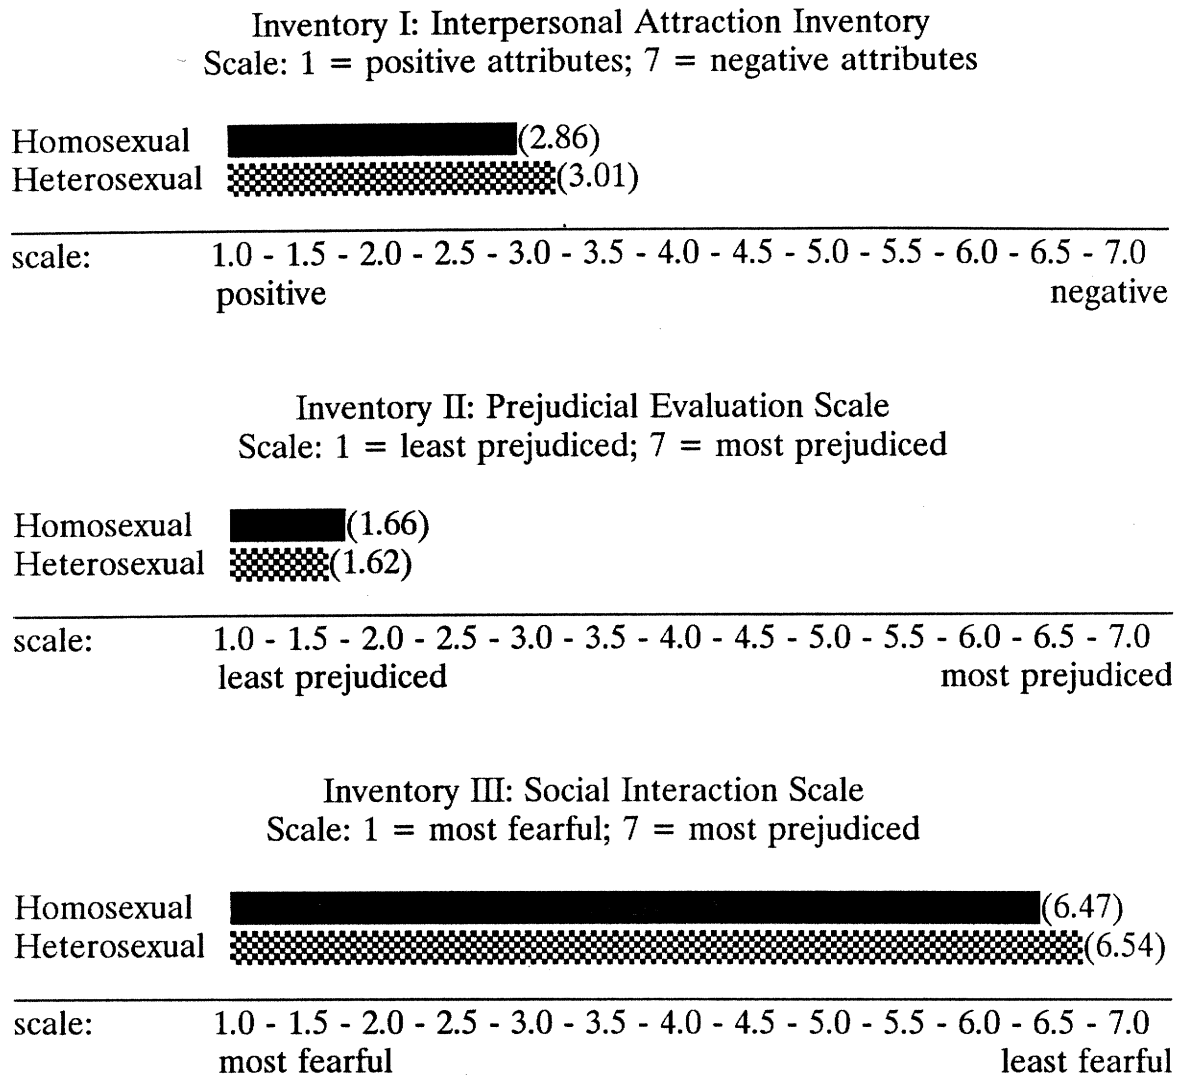 Inventory I: Interpersonal Attraction Inventory
Scale: 1 = positive attributes; 7 = negative attributes
Homosexual (2.86)
Heterosexual (3.01)
scale: 1.0 - 1.5 - 2.0 - 2.5 - 3.0 - 3.5 - 4.0 - 4.5 - 5.0 - 5.5 - 6.0 - 6.5 - 7.0
positive negative
Inventory II: Prejudicial Evaluation Scale
Scale: 1 = least prejudiced; 7 = most prejudiced
Homosexual (1.66)
Heterosexual (1.62)
scale: 1.0 - 1.5 - 2.0 - 2.5 - 3.0 - 3.5 - 4.0 - 4.5 - 5.0 - 5.5 - 6.0 - 6.5 - 7.0
least prejudiced most prejudiced
Inventory III: Social Interaction Scale
Scale: 1 = most fearful; 7 = most prejudiced
Homosexual (6.47)
Heterosexual (6.54)
scale: 1.0 - 1.5 - 2.0 - 2.5 - 3.0 - 3.5 - 4.0 - 4.5 - 5.0 - 5.5 - 6.0 - 6.5 - 7.0
most fearful least fearful